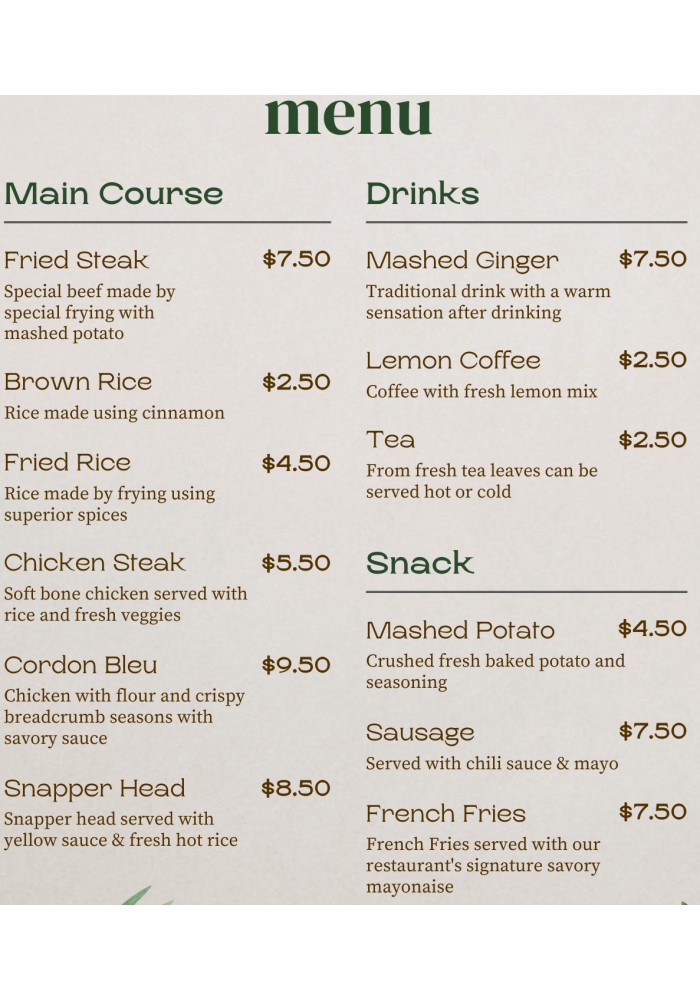 menu
Main Course
Fried Steak $7.50
Special beef made by
special frying with
mashed potato
Brown Rice $2.50
Rice made using cinnamon
Fried Rice $4.50
Rice made by frying using
superior spices
Chicken Steak $5.50
Soft bone chicken served with
rice and fresh veggies
Cordon Bleu $9.50
Chicken with flour and crispy
breadcrumb seasons with
savory sauce
Snapper Head $8.50
Snapper head served with
yellow sauce & fresh hot rice
Drinks
Mashed Ginger $7.50
Traditional drink with a warm
sensation after drinking
Lemon Coffee $2.50
Coffee with fresh lemon mix
Tea $2.50
From fresh tea leaves can be
served hot or cold
Snack
Mashed Potato $4.50
Crushed fresh baked potato and
seasoning
Sausage $7.50
Served with chili sauce & mayo
French Fries $7.50
French Fries served with our
restaurant's signature savory
mayonaise